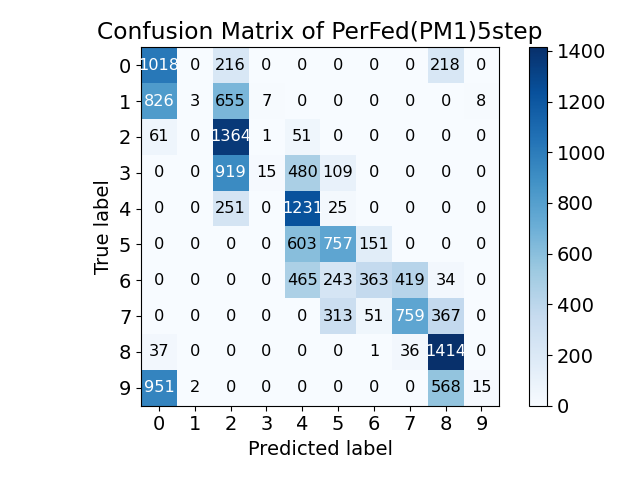 Confusion Matrix of PerFed(PM1)5step
0 1018 0 216 0 0 0 0 0 218 0
1 826 3 655 7 0 0 0 0 0 8
2 61 0 1364 1 51 0 0 0 0 0
3 0 0 919 15 480 109 0 0 0 0
4 0 0 251 0 1231 25 0 0 0 0
5 0 0 0 0 603 757 151 0 0 0
6 0 0 0 0 465 243 363 419 34 0
7 0 0 0 0 0 313 51 759 367 0
8 37 0 0 0 0 0 1 36 1414 0
9 951 2 0 0 0 0 0 0 568 15
0 1 2 3 4 5 6 7 8 9
Predicted label
True label
1400
1200
1000
800
600
400
200
0